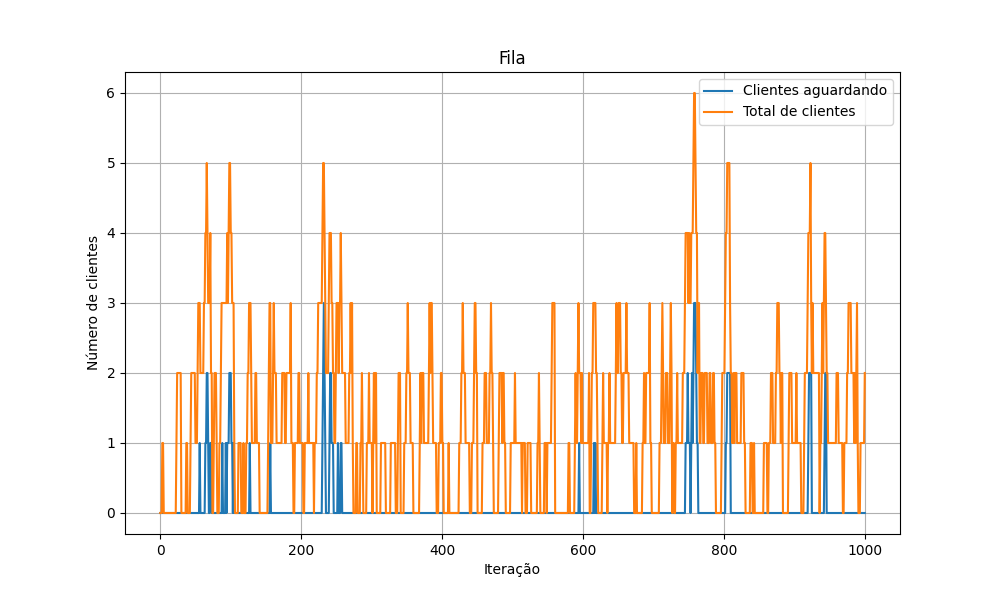 Fila
Clientes aguardando
Total de clientes
6
5
4
3
2
1
0
Número de clientes
0 200 400 600 800 1000
Iteração